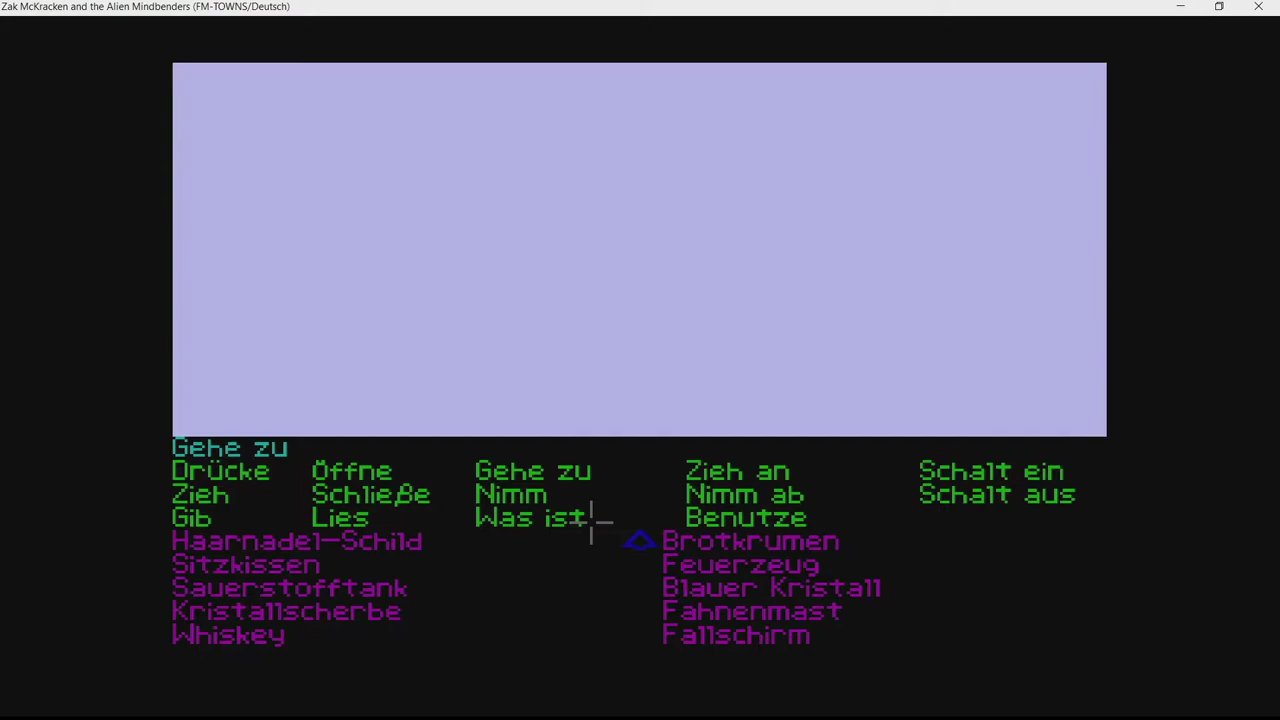 Zak McKracken and the Alien Mindbenders (FM-TOWNS/Deutsch)
Gehe zu
Drücke Öffne Gehe zu Zieh an Schalt ein
Zieh Schließe Nimm Nimm ab Schalt aus
Gib Lies Was ist Benutze
Haarnadel-Schild Brotkrumen
Sitzkissen Feuerzeug
Sauerstofftank Blauer Kristall
Kristallscherbe Fahnenmast
Whiskey Fallschirm